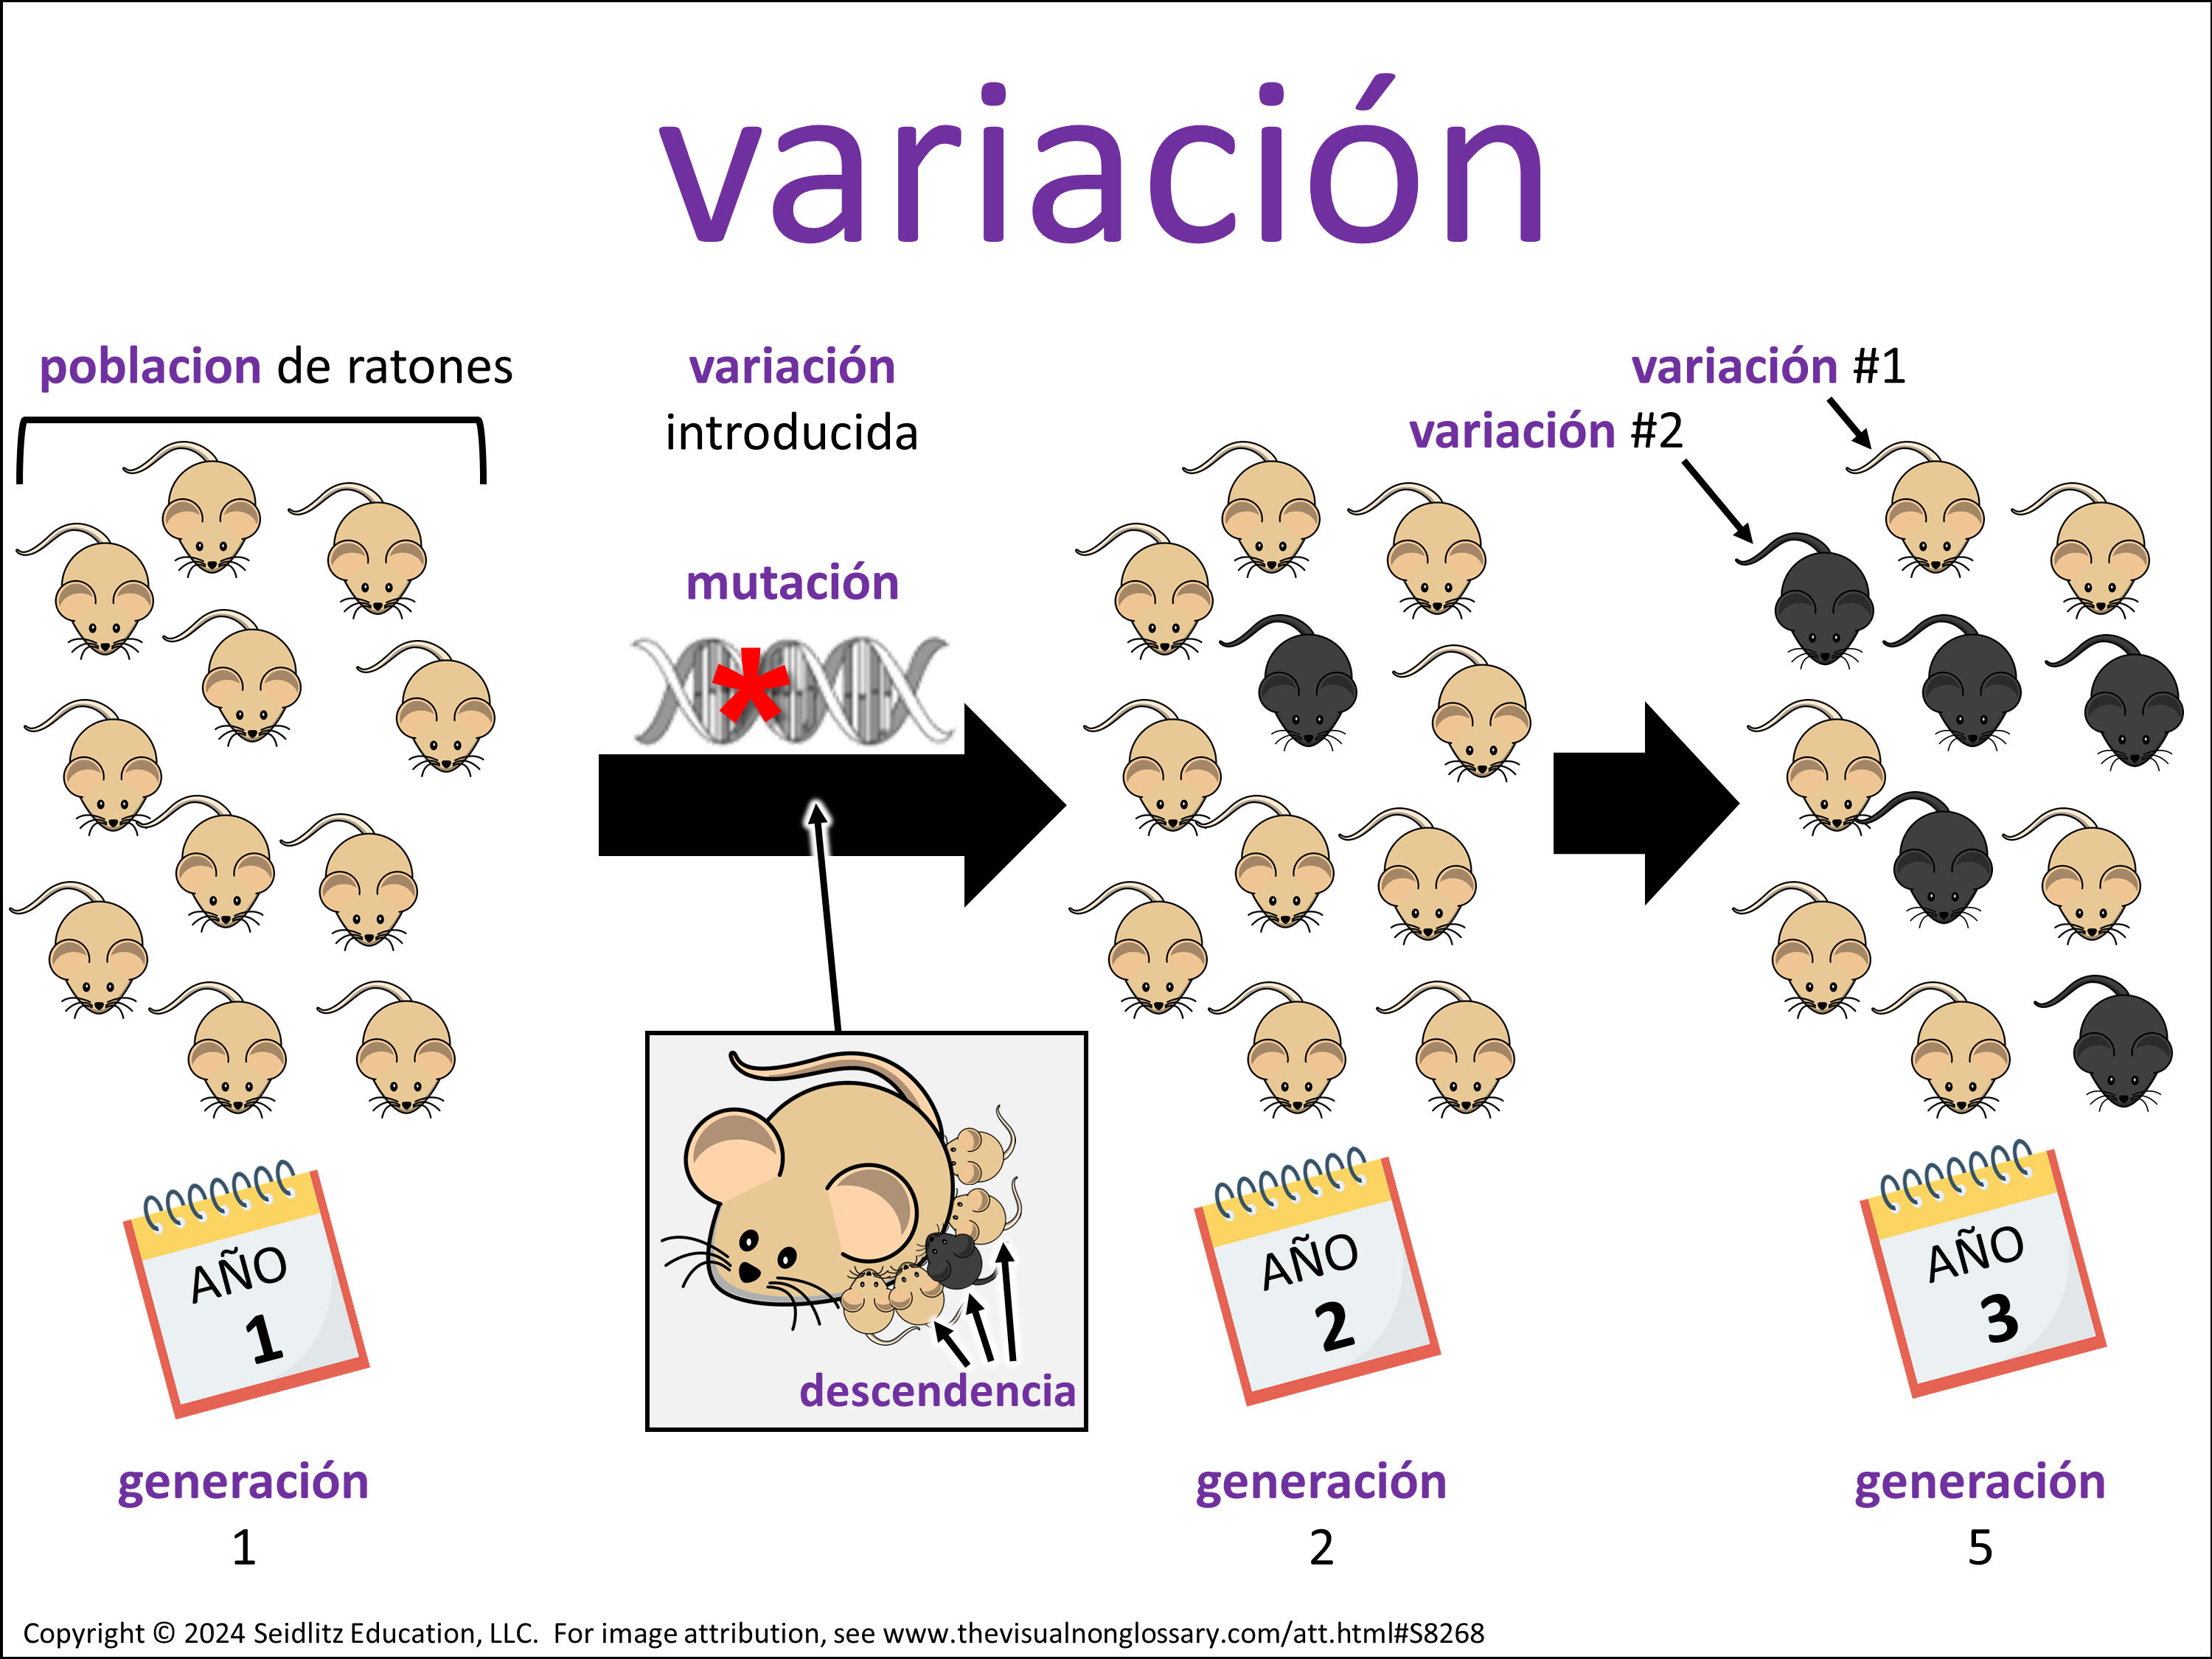 variación
poblacion de ratones
variación
introducida
mutación
variación #1
variación #2
descendencia
AÑO
1
AÑO
2
AÑO
3
generación
1
generación
2
generación
5
Copyright © 2024 Seidlitz Education, LLC.  For image attribution, see www.thevisualnonglossary.com/att.html#S8268